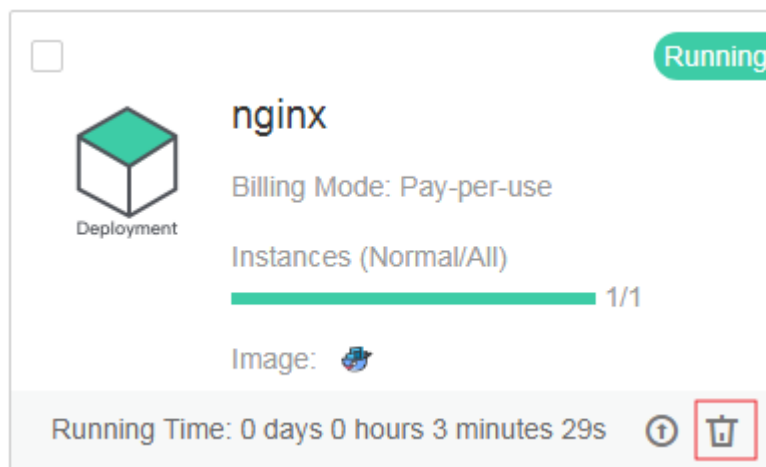 Running
nginx
Billing Mode: Pay-per-use
Deployment
Instances (Normal/All)
1/1
Image:
Running Time: 0 days 0 hours 3 minutes 29s